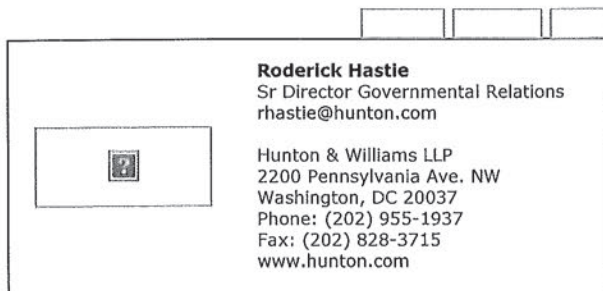 Roderick Hastie
Sr Director Governmental Relations
rhastie@hunton.com
Hunton & Williams LLP
2200 Pennsylvania Ave. NW
Washington, DC 20037
Phone: (202) 955-1937
Fax: (202) 828-3715
www.hunton.com
?